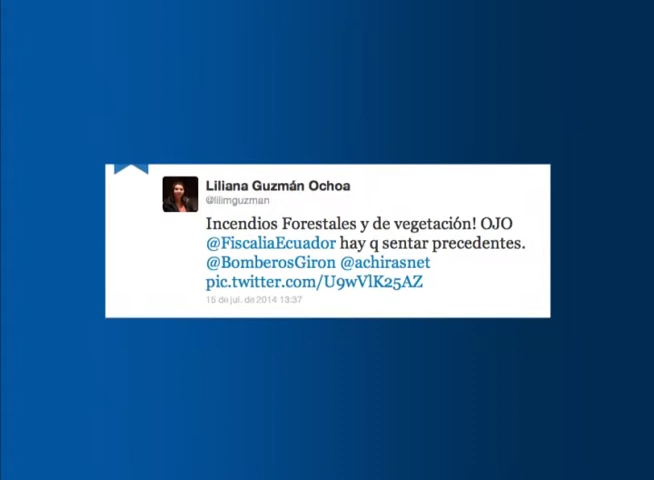 Liliana Guzmán Ochoa
@lilimguzman
Incendios Forestales y de vegetación! OJO
@FiscaliaEcuador hay q sentar precedentes.
@BomberosGiron @achirasnet
pic.twitter.com/U9wVlK25AZ
15 de jul. de 2014 13:37